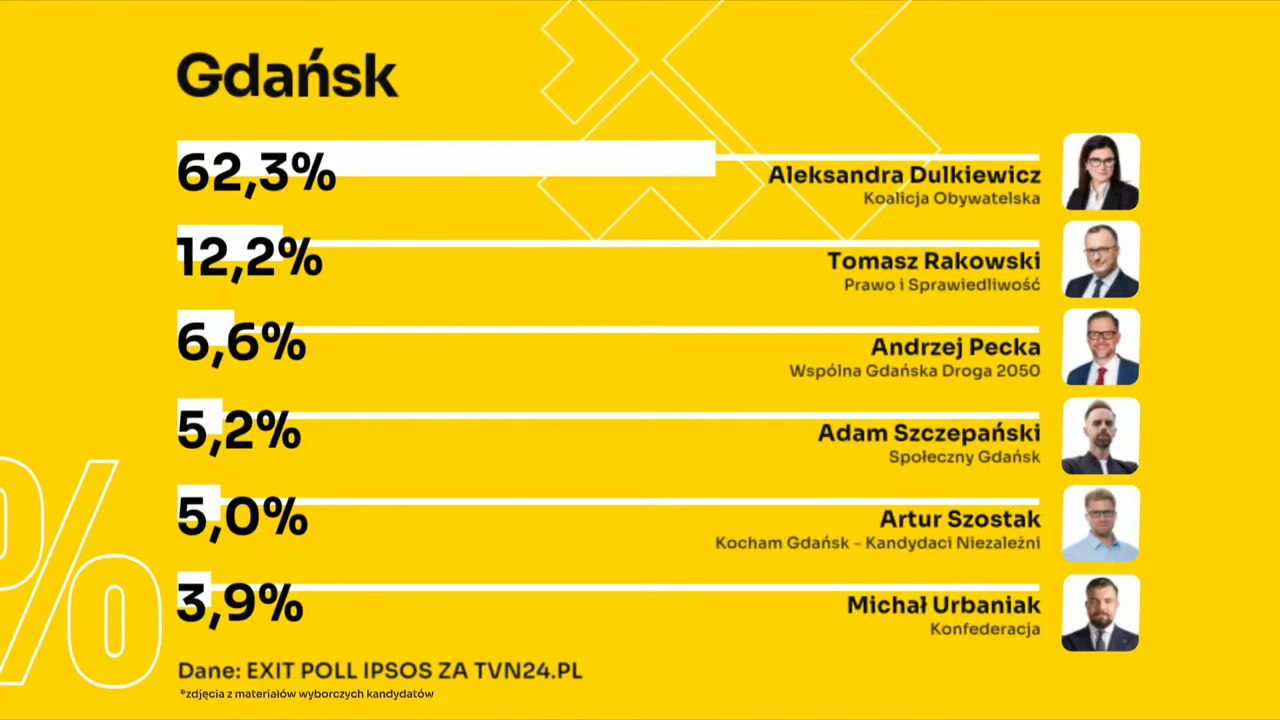 Gdańsk
62,3%
Aleksandra Dulkiewicz
Koalicja Obywatelska
12,2%
Tomasz Rakowski
Prawo i Sprawiedliwość
6,6%
Andrzej Pecka
Wspólna Gdańska Droga 2050
5,2%
Adam Szczepański
Społeczny Gdańsk
5,0%
Artur Szostak
Kocham Gdańsk - Kandydaci Niezależni
3,9%
Michał Urbaniak
Konfederacja
%
Dane: EXIT POLL IPSOS ZA TVN24.PL
*zdjęcia z materiałów wyborczych kandydatów